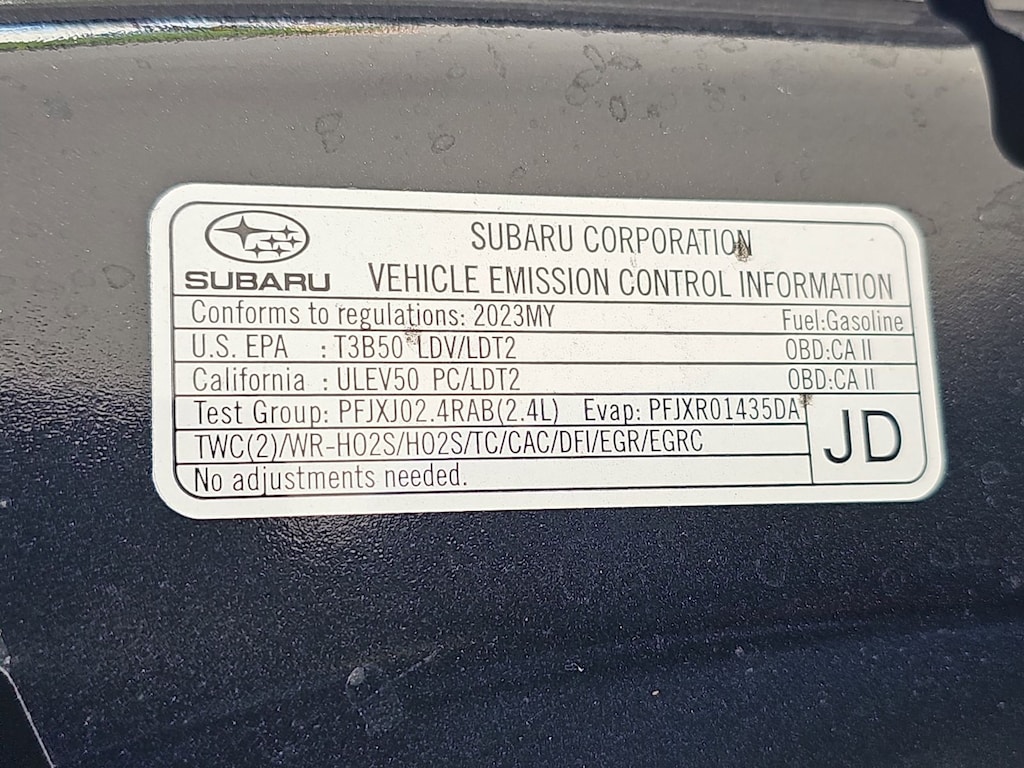 SUBARU
SUBARU CORPORATION
VEHICLE EMISSION CONTROL INFORMATION
Conforms to regulations: 2023MY Fuel:Gasoline
U.S. EPA : T3B50 LDV/LDT2 OBD:CA II
California : ULEV50 PC/LDT2 OBD:CA II
Test Group: PFJXJ02.4RAB(2.4L) Evap: PFJXR01435DA
TWC(2)/WR-HO2S/HO2S/TC/CAC/DFI/EGR/EGRC
JD
No adjustments needed.